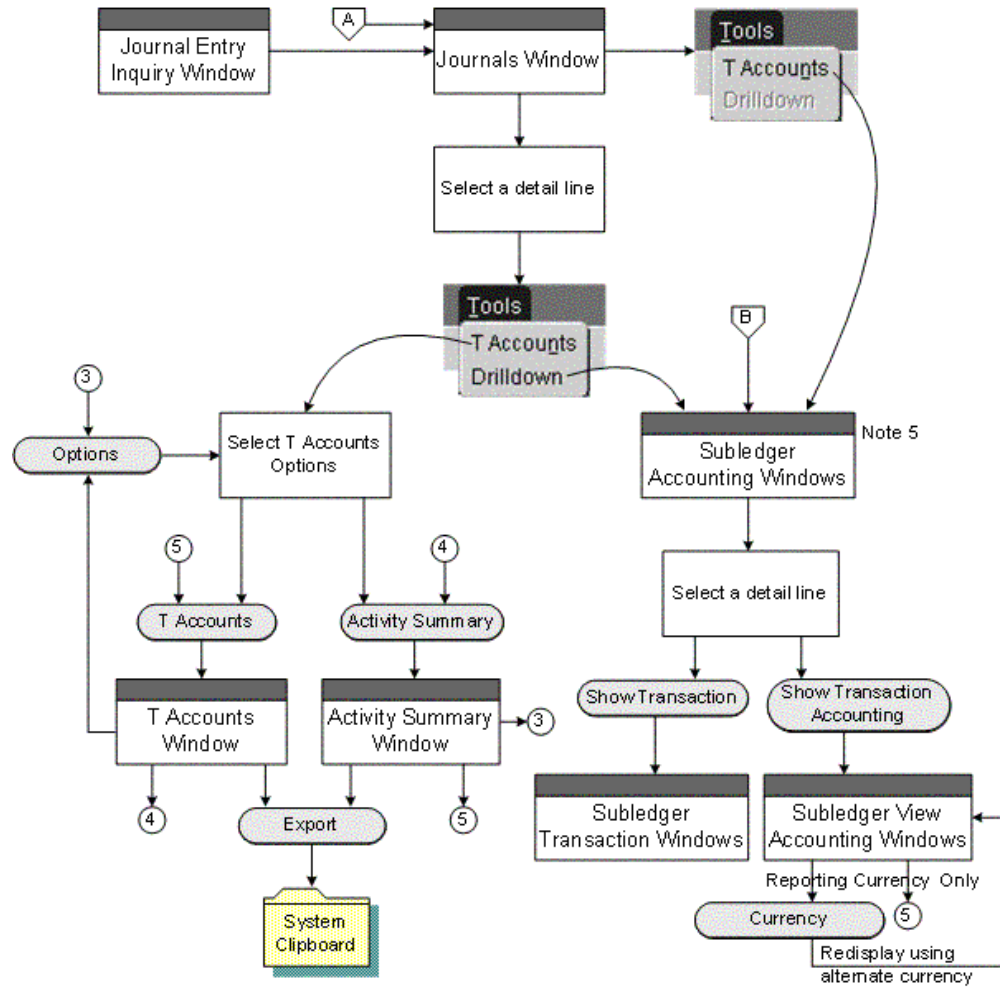 A
Journal Entry
Inquiry Window
Journals Window
Tools
T Accounts
Drilldown
Select a detail line
Tools
T Accounts
Drilldown
B
3
Options
Select T Accounts
Options
Subledger
Accounting Windows
Note 5
5
4
T Accounts
Activity Summary
Select a detail line
T Accounts
Window
Activity Summary
Window
3
Show Transaction
Show Transaction
Accounting
4
Export
5
Subledger
Transaction Windows
Subledger View
Accounting Windows
Reporting Currency Only
System
Clipboard
Currency
5
Redisplay using
alternate currency